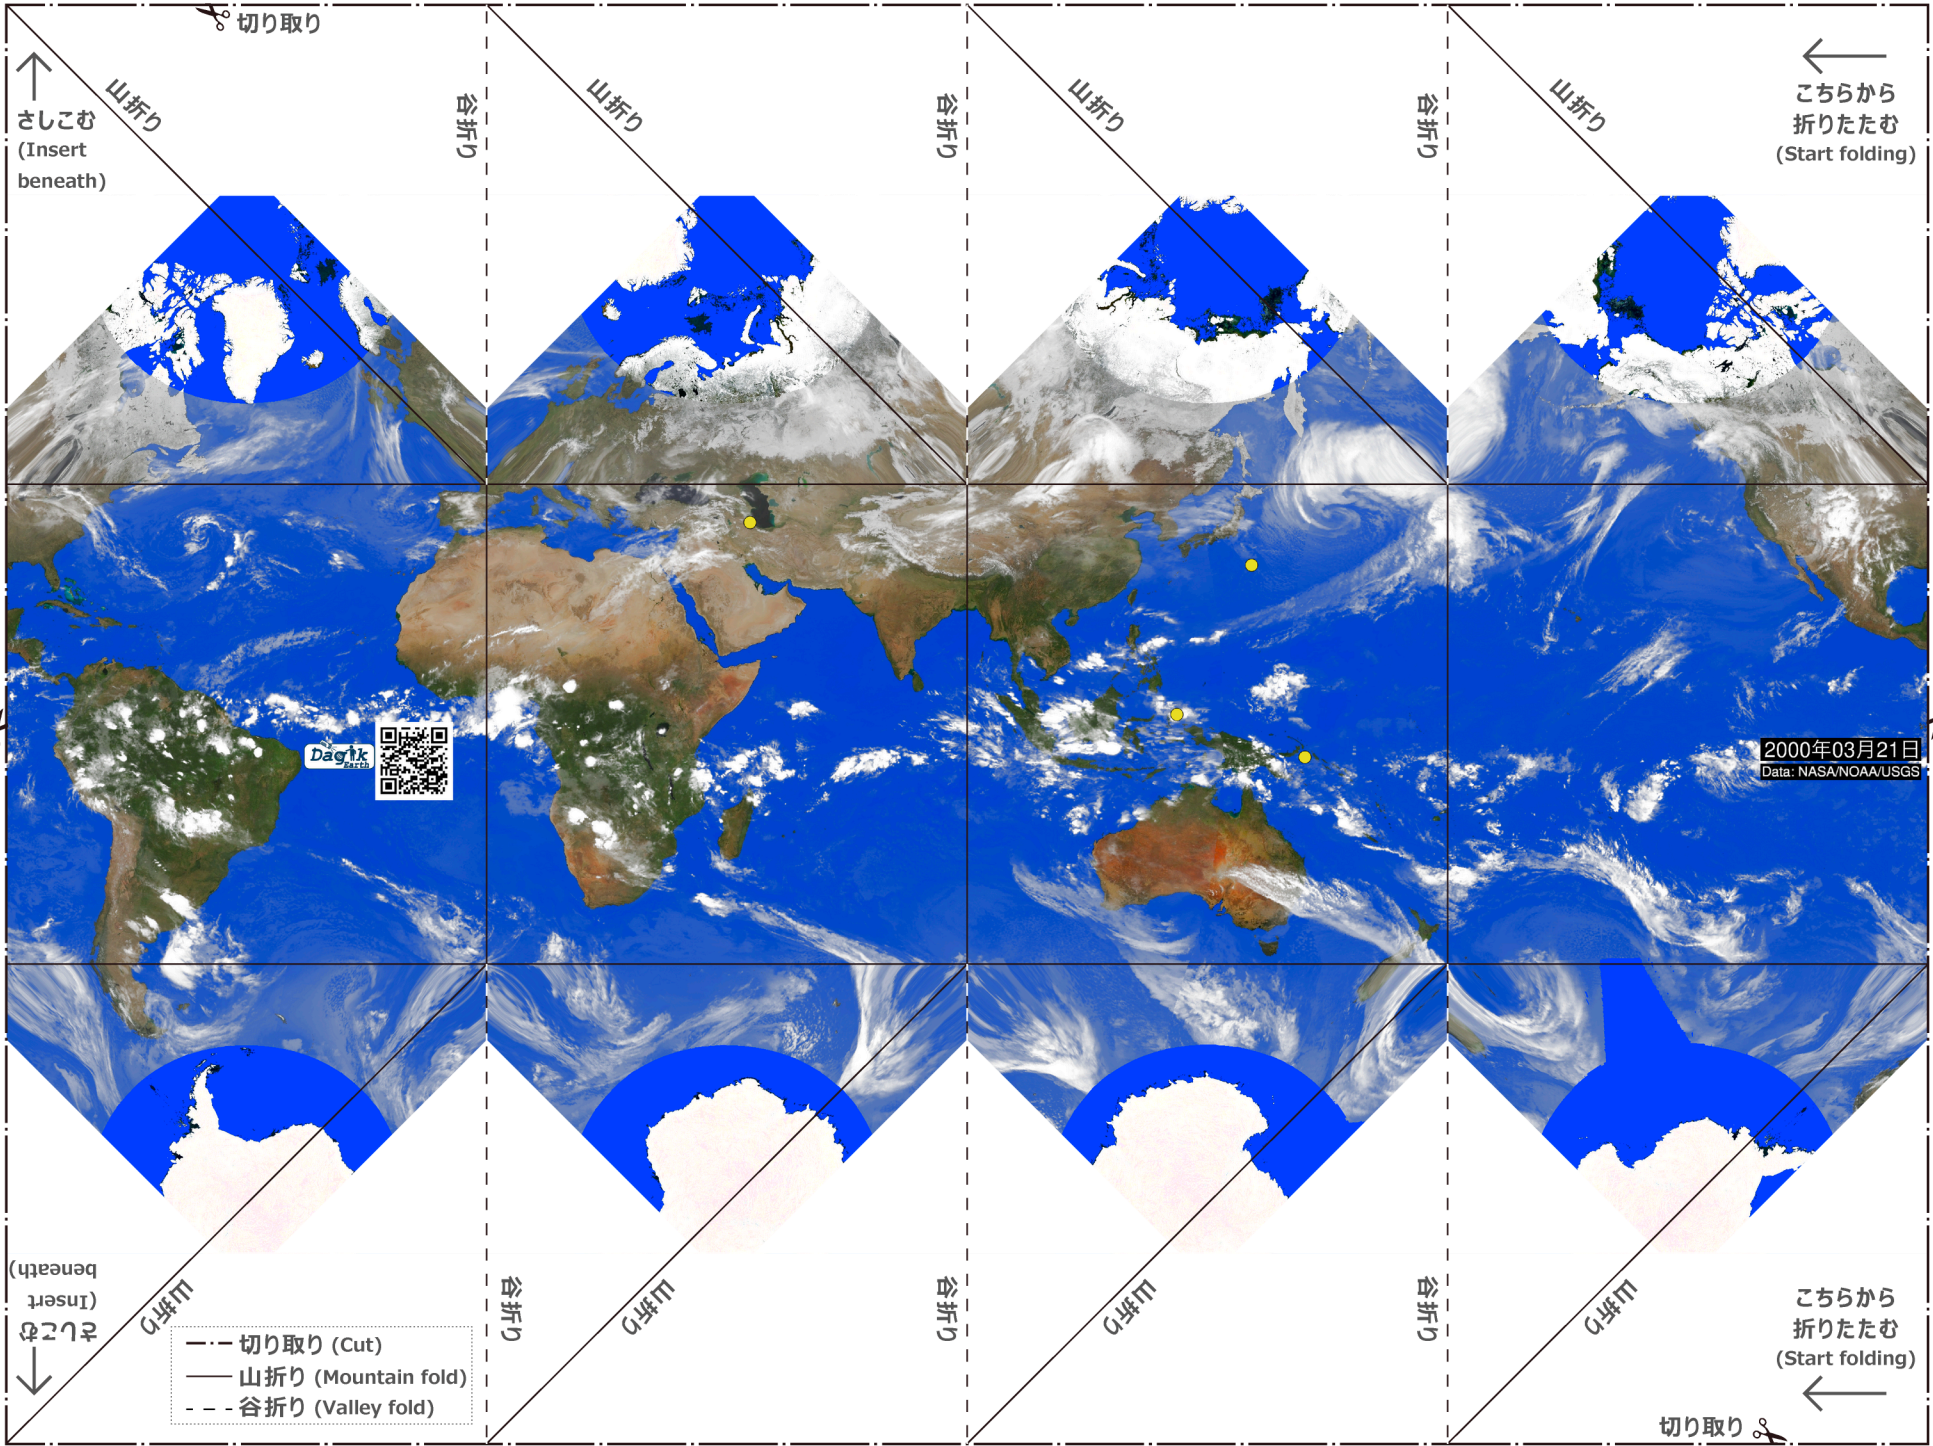 切り取り
山折り
谷折り
山折り
谷折り
山折り
谷折り
山折り
さしこむ
(Insert
beneath)
こちらから
折りたたむ
(Start folding)
Dagik
Earth
2000年03月21日
Data: NASA/NOAA/USGS
さしこむ
(Insert
beneath)
山折り
谷折り
山折り
谷折り
山折り
谷折り
山折り
切り取り (Cut)
山折り (Mountain fold)
谷折り (Valley fold)
こちらから
折りたたむ
(Start folding)
切り取り